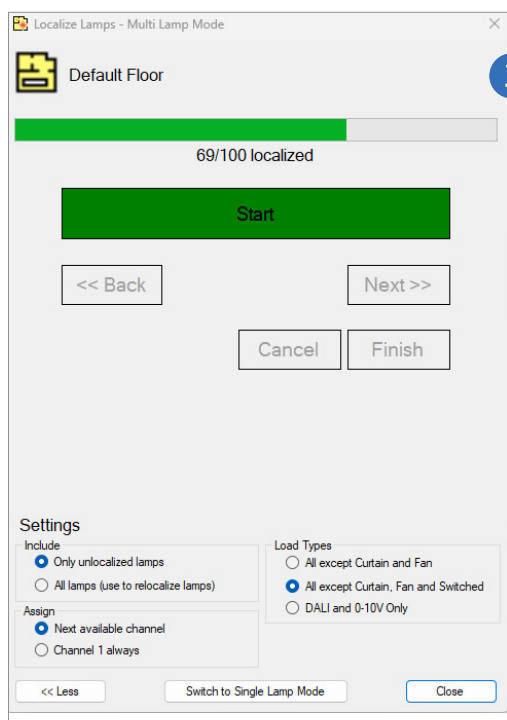 Localize Lamps - Multi Lamp Mode
Default Floor
69/100 localized
Start
<< Back
Next >>
Cancel
Finish
Settings
Include
Only unlocalized lamps
All lamps (use to relocalize lamps)
Assign
Next available channel
Channel 1 always
Load Types
All except Curtain and Fan
All except Curtain, Fan and Switched
DALI and 0-10V Only
<< Less
Switch to Single Lamp Mode
Close